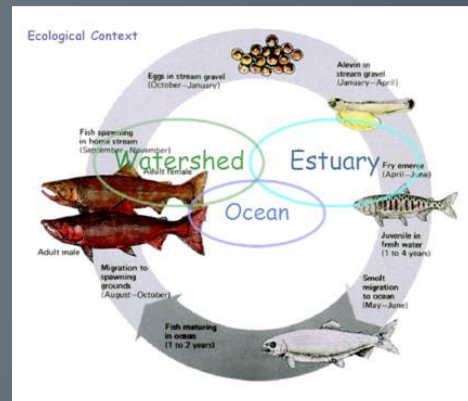 Ecological Context
Eggs in stream gravel
(October–January)
Alevin in
stream gravel
(January–April)
Fish spawning
in home stream
(September–November)
Watershed
Estuary
Adult female
Fry emerge
(April–June)
Ocean
Juvenile in
fresh water
(1 to 4 years)
Adult male
Migration to
spawning
grounds
(August–October)
Smolt
migration
to ocean
(May–June)
Fish maturing
in ocean
(1 to 2 years)